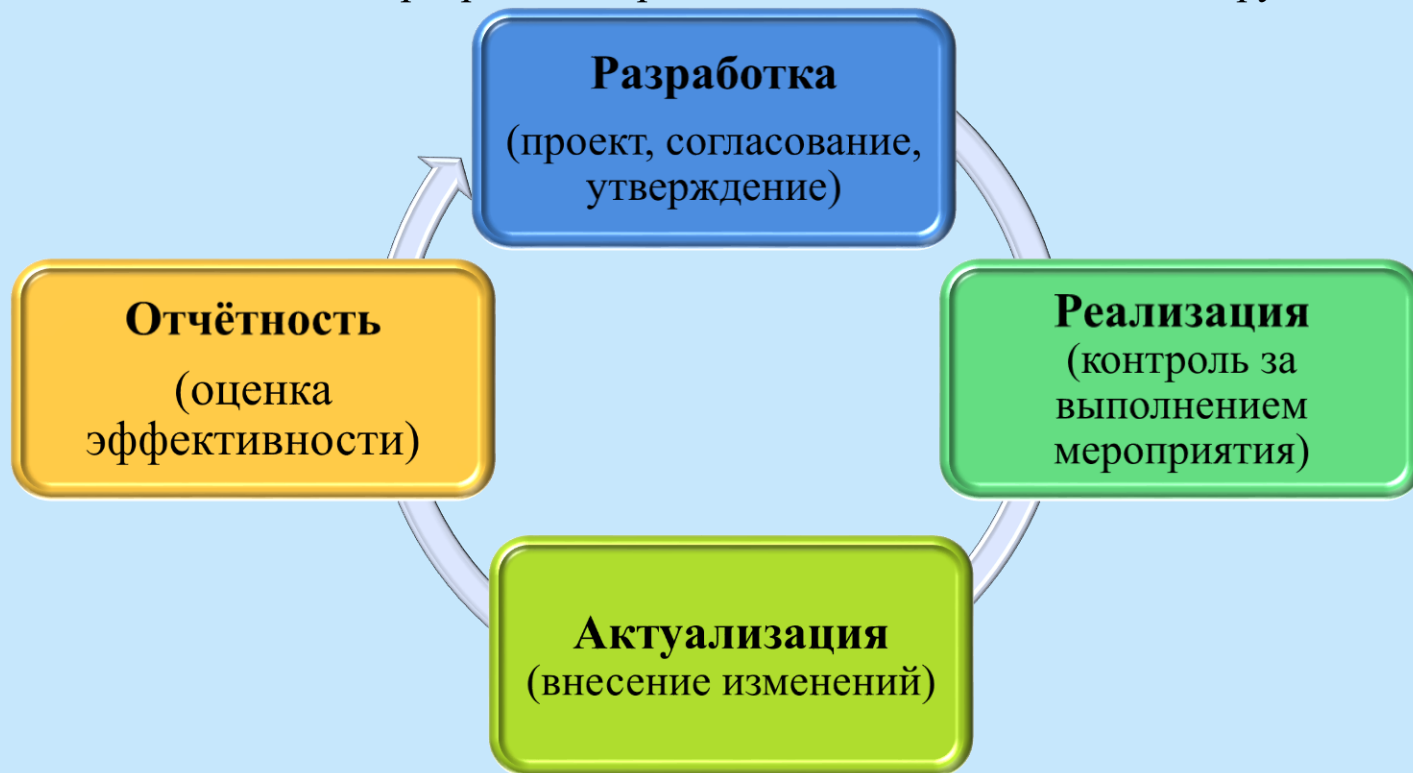 Разработка
(проект, согласование,
утверждение)
Реализация
(контроль за
выполнением
мероприятия)
Актуализация
(внесение изменений)
Отчётность
(оценка
эффективности)